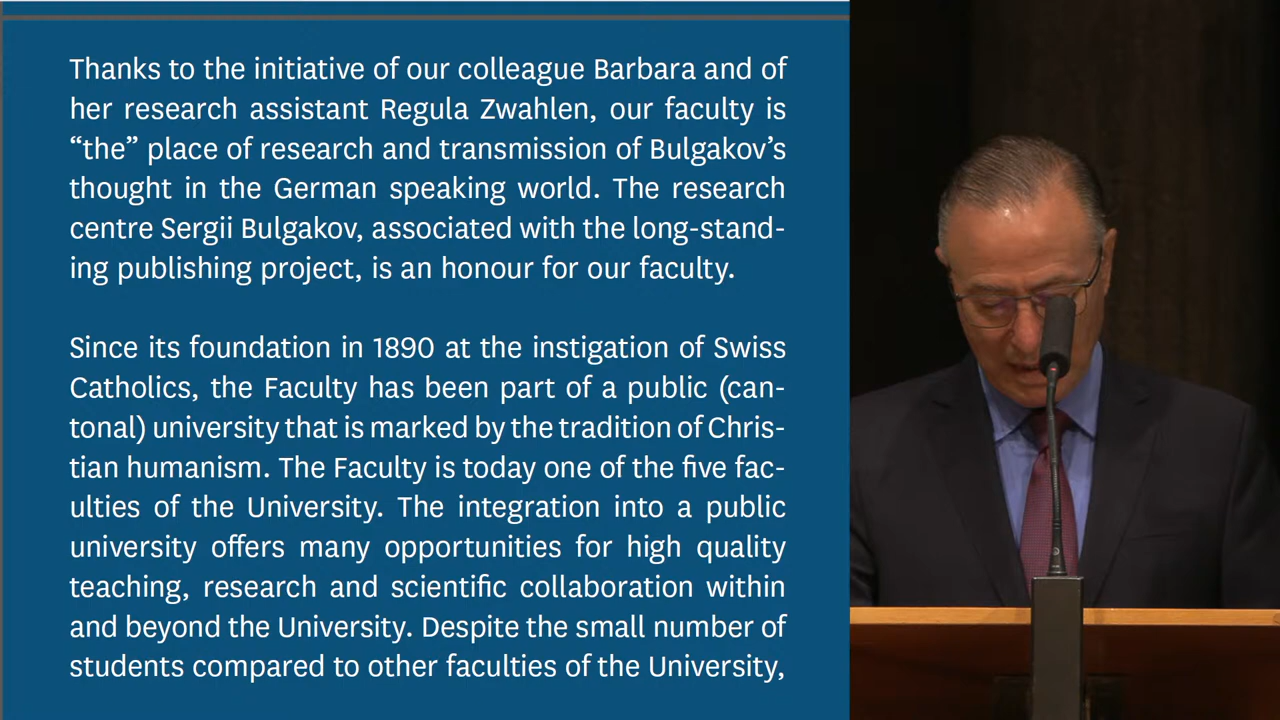 Thanks to the initiative of our colleague Barbara and of
her research assistant Regula Zwahlen, our faculty is
“the” place of research and transmission of Bulgakov’s
thought in the German speaking world. The research
centre Sergii Bulgakov, associated with the long-stand-
ing publishing project, is an honour for our faculty.
Since its foundation in 1890 at the instigation of Swiss
Catholics, the Faculty has been part of a public (can-
tonal) university that is marked by the tradition of Chris-
tian humanism. The Faculty is today one of the five fac-
ulties of the University. The integration into a public
university offers many opportunities for high quality
teaching, research and scientific collaboration within
and beyond the University. Despite the small number of
students compared to other faculties of the University,